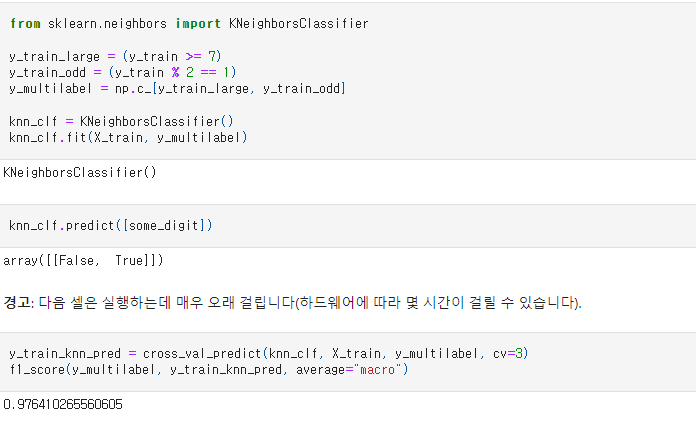 from sklearn.neighbors import KNeighborsClassifier
y_train_large = (y_train >= 7)
y_train_odd = (y_train % 2 == 1)
y_multilabel = np.c_[y_train_large, y_train_odd]
knn_clf = KNeighborsClassifier()
knn_clf.fit(X_train, y_multilabel)
KNeighborsClassifier()
knn_clf.predict([some_digit])
array([[False,  True]])
경고: 다음 셀은 실행하는데 매우 오래 걸립니다(하드웨어에 따라 몇 시간이 걸릴 수 있습니다).
y_train_knn_pred = cross_val_predict(knn_clf, X_train, y_multilabel, cv=3)
f1_score(y_multilabel, y_train_knn_pred, average="macro")
0.976410265560605